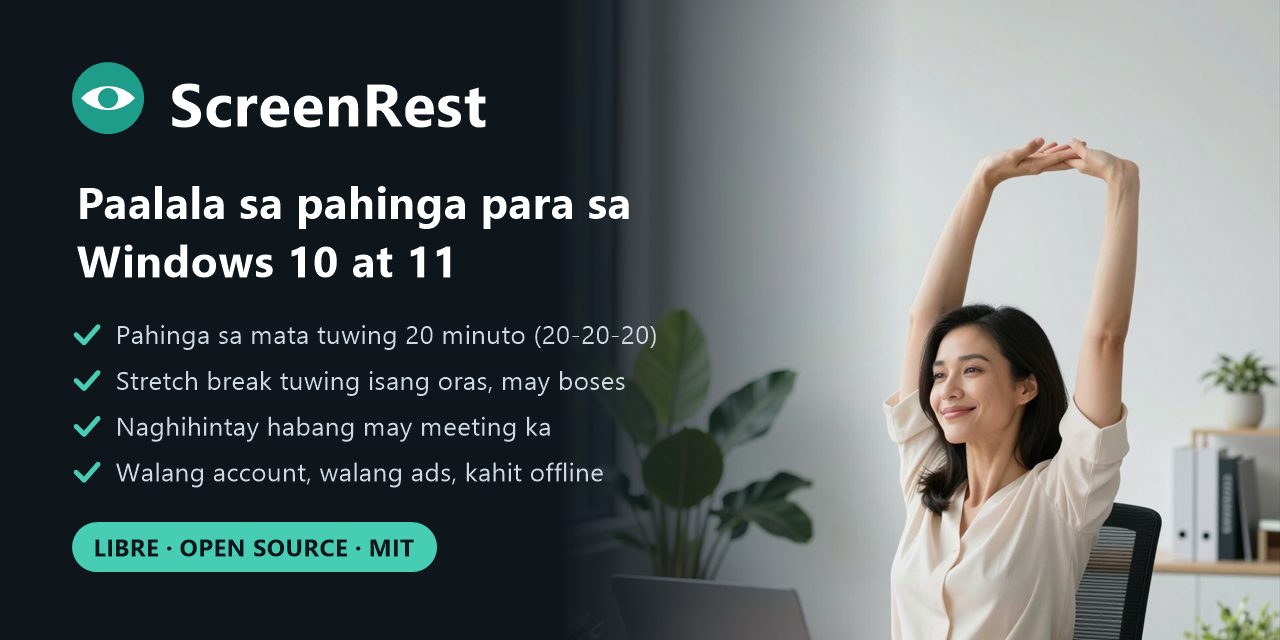 ScreenRest
Paalala sa pahinga para sa
Windows 10 at 11
Pahinga sa mata tuwing 20 minuto (20-20-20)
Stretch break tuwing isang oras, may boses
Naghihintay habang may meeting ka
Walang account, walang ads, kahit offline
LIBRE · OPEN SOURCE · MIT